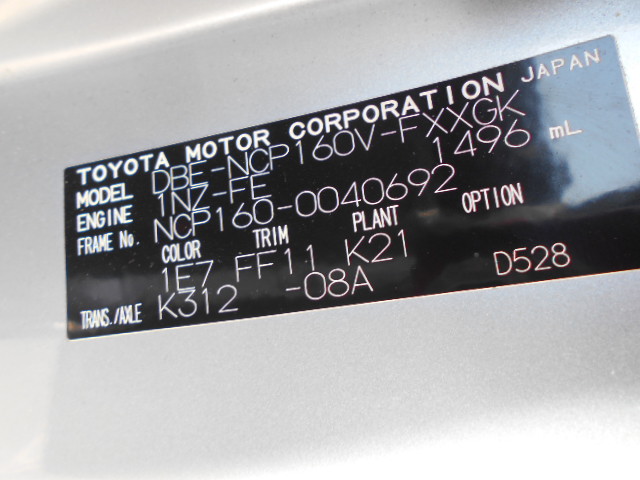 TOYOTA MOTOR CORPORATION JAPAN
MODEL DBE-NCP160V-FXXGK
ENGINE 1NZ-FE 1496 mL
FRAME No. NCP160-0040692
COLOR TRIM PLANT OPTION
1E7 FF11 K21
TRANS./AXLE K312 -08A D528